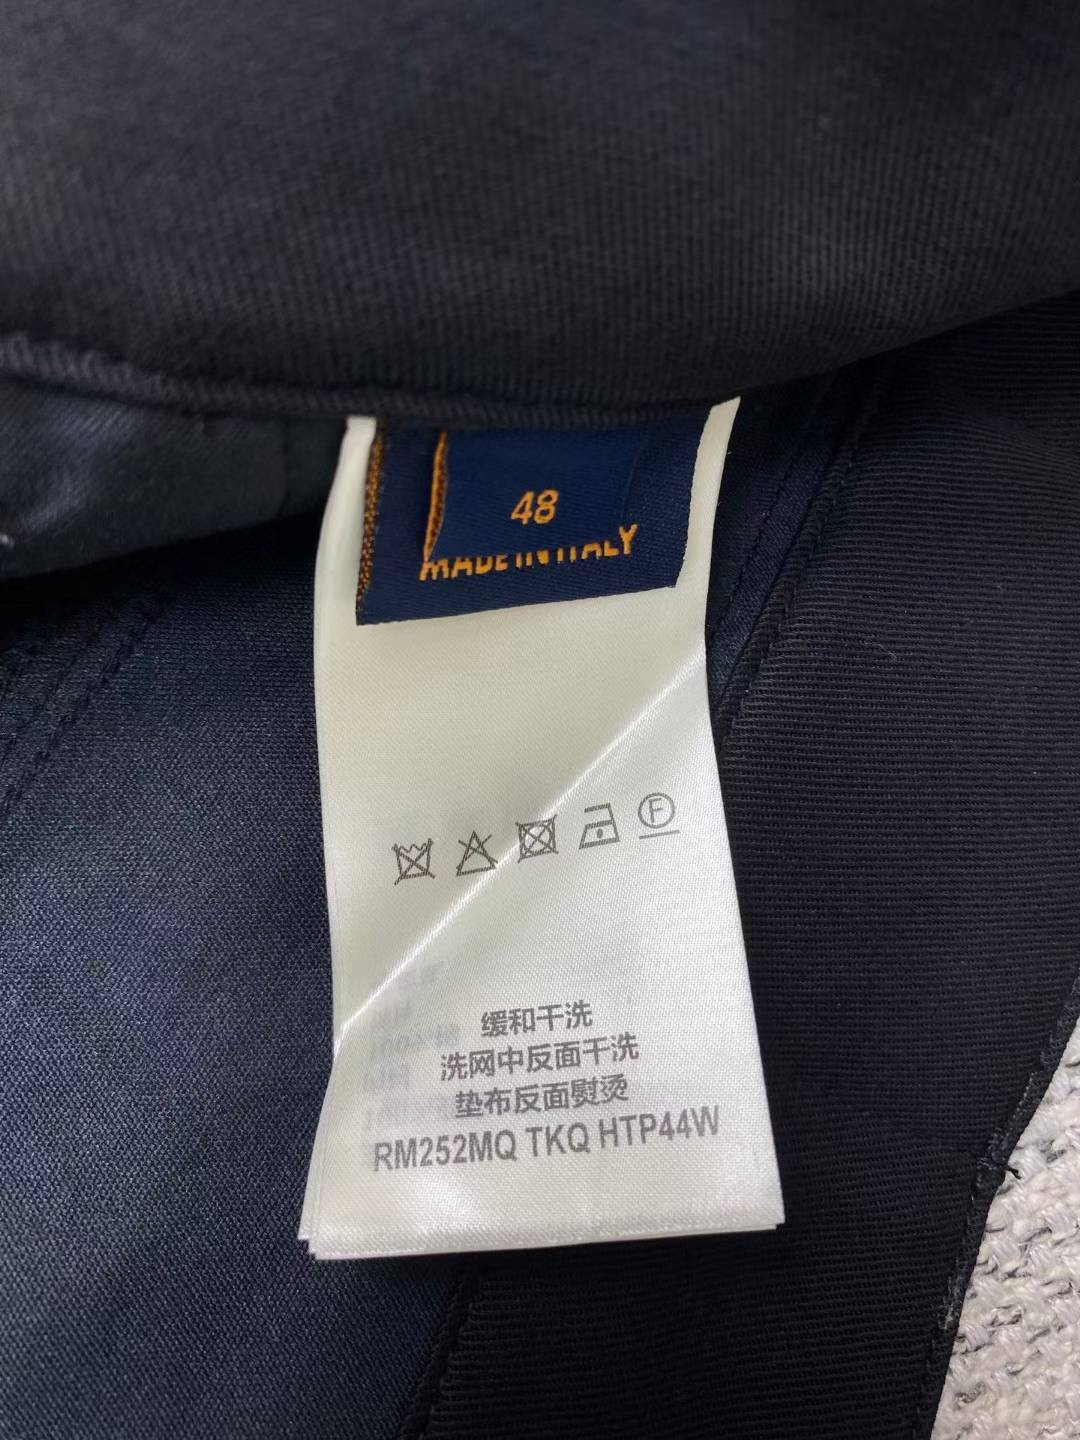 48
MADE IN ITALY
F
缓和干洗
洗网中反面干洗
垫布反面熨烫
RM252MQ TKQ HTP44W